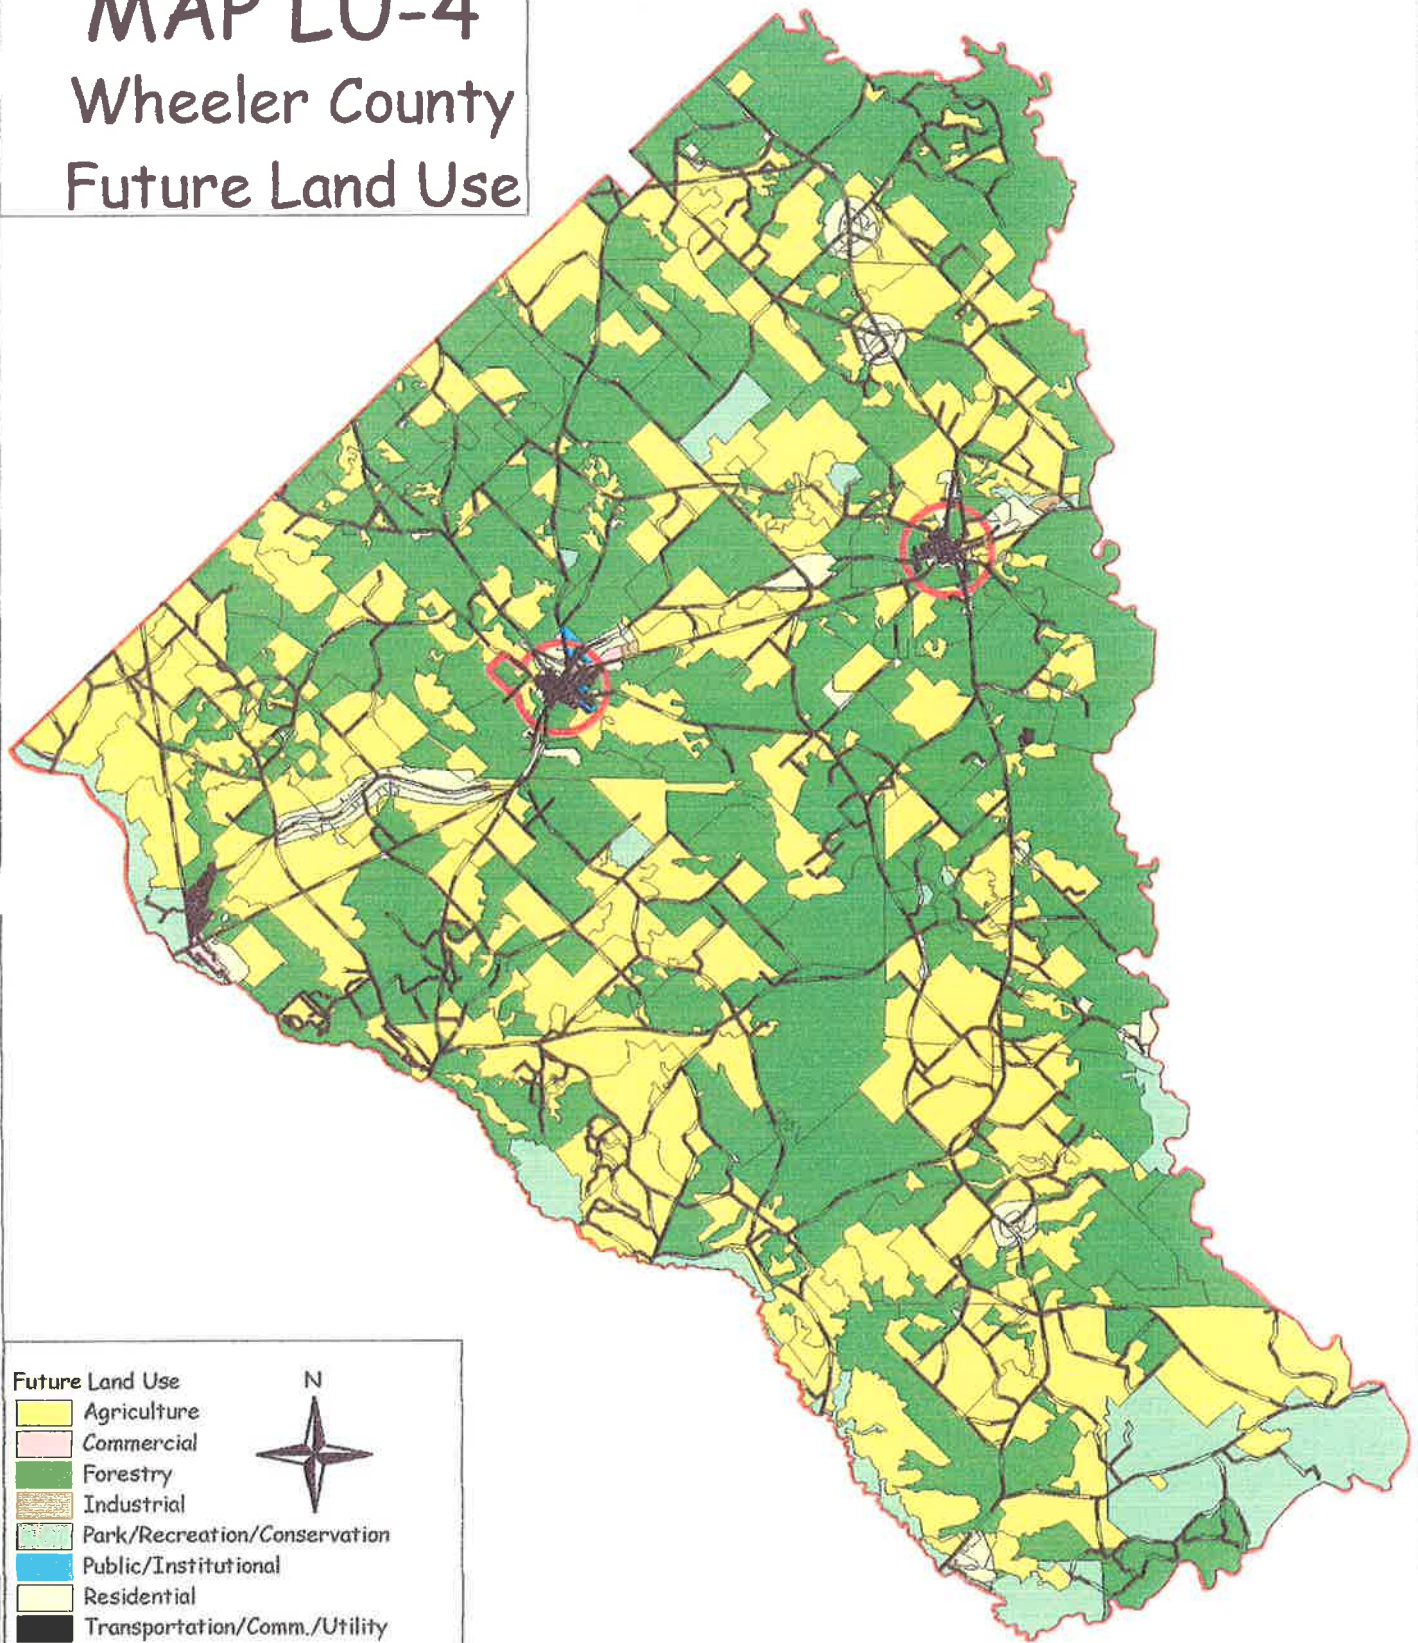 MAP LU-4
Wheeler County
Future Land Use
Future Land Use
N
Agriculture
Commercial
Forestry
Industrial
Park/Recreation/Conservation
Public/Institutional
Residential
Transportation/Comm./Utility